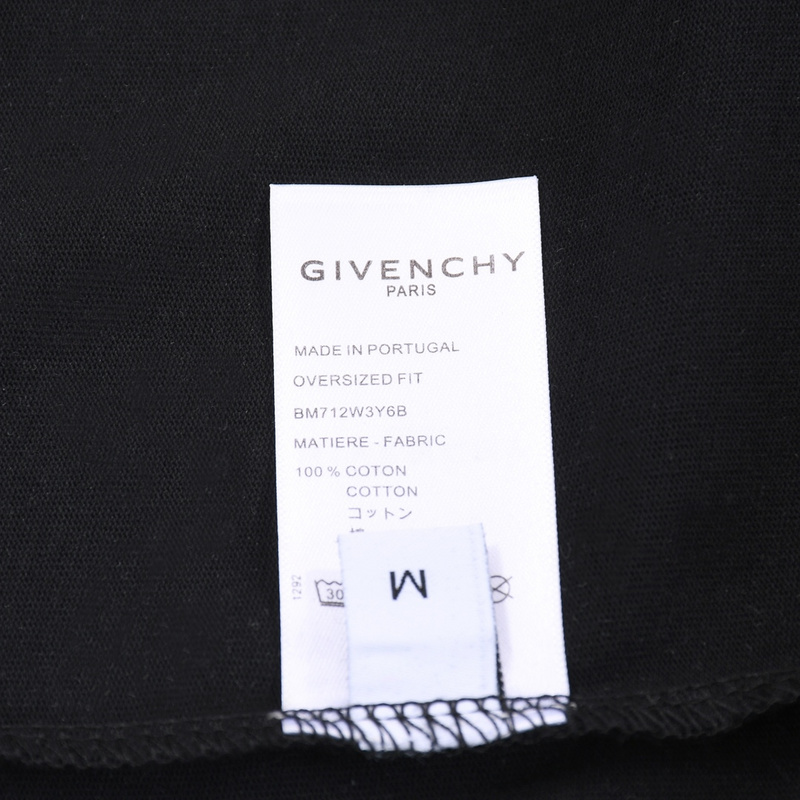 GIVENCHY
PARIS
MADE IN PORTUGAL
OVERSIZED FIT
BM712W3Y6B
MATIERE - FABRIC
100 % COTON
COTTON
コットン
M
1292
30